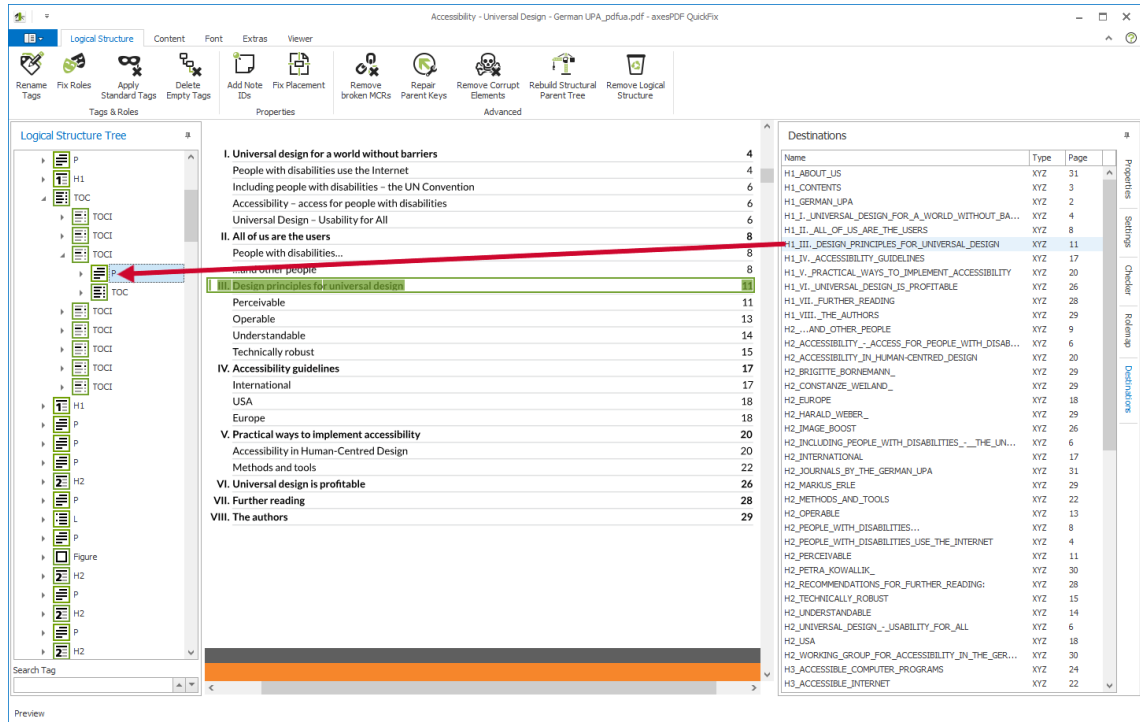 Accessibility - Universal Design - German UPA_pdfua.pdf - axesPDF QuickFix
Logical Structure Content Font Extras Viewer
Rename Tags
Fix Roles
Apply Standard Tags
Delete Empty Tags
Add Note IDs
Fix Placement
Remove broken MCRs
Repair Parent Keys
Remove Corrupt Elements
Rebuild Structural Parent Tree
Remove Logical Structure
Tags & Roles
Properties
Advanced
Logical Structure Tree
P
H1
TOC
TOCI
TOCI
TOCI
P
TOC
TOCI
TOCI
TOCI
TOCI
TOCI
H1
P
P
P
H2
P
L
P
Figure
H2
P
H2
P
H2
Search Tag
Preview
I. Universal design for a world without barriers 4
People with disabilities use the Internet 4
Including people with disabilities – the UN Convention 6
Accessibility – access for people with disabilities 6
Universal Design – Usability for All 6
II. All of us are the users 8
People with disabilities... 8
...and other people 8
III. Design principles for universal design 11
Perceivable 11
Operable 13
Understandable 14
Technically robust 15
IV. Accessibility guidelines 17
International 17
USA 18
Europe 18
V. Practical ways to implement accessibility 20
Accessibility in Human-Centred Design 20
Methods and tools 22
VI. Universal design is profitable 26
VII. Further reading 28
VIII. The authors 29
Destinations
Name Type Page
H1_ABOUT_US XYZ 31
H1_CONTENTS XYZ 3
H1_GERMAN_UPA XYZ 2
H1_I._UNIVERSAL_DESIGN_FOR_A_WORLD_WITHOUT_BA... XYZ 4
H1_II._ALL_OF_US_ARE_THE_USERS XYZ 8
H1_III._DESIGN_PRINCIPLES_FOR_UNIVERSAL_DESIGN XYZ 11
H1_IV._ACCESSIBILITY_GUIDELINES XYZ 17
H1_V._PRACTICAL_WAYS_TO_IMPLEMENT_ACCESSIBILITY XYZ 20
H1_VI._UNIVERSAL_DESIGN_IS_PROFITABLE XYZ 26
H1_VII._FURTHER_READING XYZ 28
H1_VIII._THE_AUTHORS XYZ 29
H2_...AND_OTHER_PEOPLE XYZ 9
H2_ACCESSIBILITY_-_ACCESS_FOR_PEOPLE_WITH_DISAB... XYZ 6
H2_ACCESSIBILITY_IN_HUMAN-CENTRED_DESIGN XYZ 20
H2_BRIGITTE_BORNEMANN_ XYZ 29
H2_CONSTANZE_WEILAND_ XYZ 29
H2_EUROPE XYZ 18
H2_HARALD_WEBER_ XYZ 29
H2_IMAGE_BOOST XYZ 26
H2_INCLUDING_PEOPLE_WITH_DISABILITIES_-__THE_UN... XYZ 6
H2_INTERNATIONAL XYZ 17
H2_JOURNALS_BY_THE_GERMAN_UPA XYZ 31
H2_MARKUS_ERLE XYZ 29
H2_METHODS_AND_TOOLS XYZ 22
H2_OPERABLE XYZ 13
H2_PEOPLE_WITH_DISABILITIES... XYZ 8
H2_PEOPLE_WITH_DISABILITIES_USE_THE_INTERNET XYZ 4
H2_PERCEIVABLE XYZ 11
H2_PETRA_KOWALLIK_ XYZ 30
H2_RECOMMENDATIONS_FOR_FURTHER_READING: XYZ 28
H2_TECHNICALLY_ROBUST XYZ 15
H2_UNDERSTANDABLE XYZ 14
H2_UNIVERSAL_DESIGN_-_USABILITY_FOR_ALL XYZ 6
H2_USA XYZ 18
H2_WORKING_GROUP_FOR_ACCESSIBILITY_IN_THE_GER... XYZ 30
H3_ACCESSIBLE_COMPUTER_PROGRAMS XYZ 24
H3_ACCESSIBLE_INTERNET XYZ 22
Properties
Settings
Checker
Rolemap
Destinations